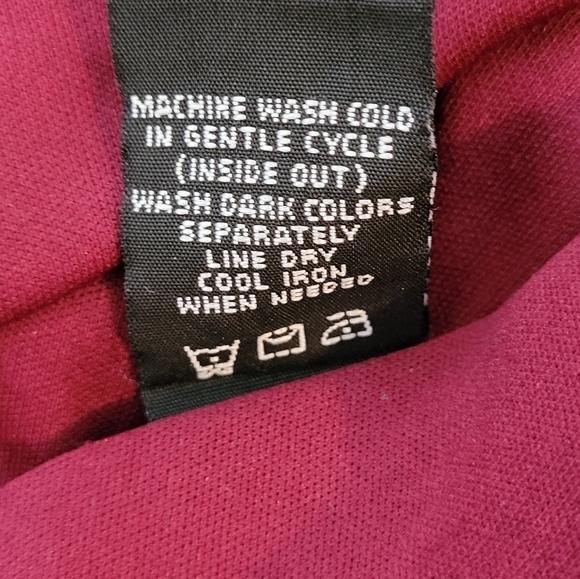 MACHINE WASH COLD
IN GENTLE CYCLE
(INSIDE OUT)
WASH DARK COLORS
SEPARATELY
LINE DRY
COOL IRON
WHEN NEEDED